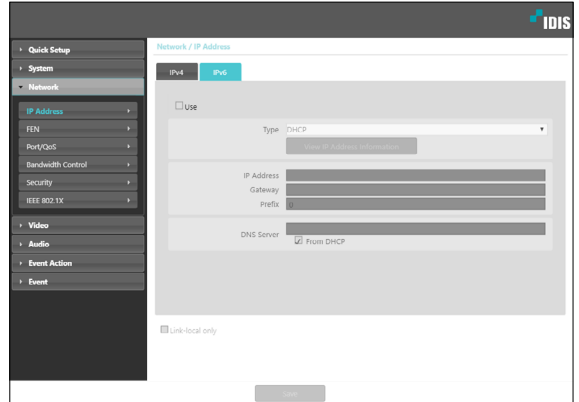 IDIS
Quick Setup
System
Network
IP Address
FEN
Port/QoS
Bandwidth Control
Security
IEEE 802.1X
Video
Audio
Event Action
Event
Network / IP Address
IPv4 IPv6
Use
Type DHCP
View IP Address Information
IP Address
Gateway
Prefix 0
DNS Server
From DHCP
Link-local only
Save